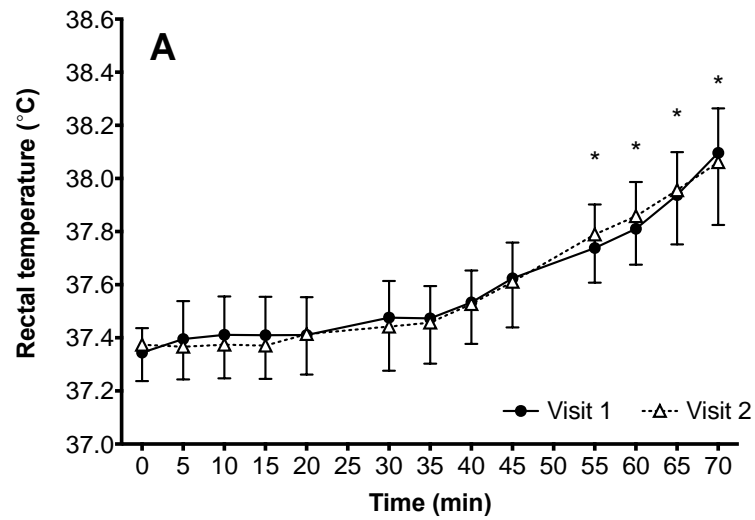 A
38.6
38.4
38.2
38.0
37.8
37.6
37.4
37.2
37.0
Rectal temperature (°C)
* * * *
Visit 1 Visit 2
0 5 10 15 20 25 30 35 40 45 50 55 60 65 70
Time (min)